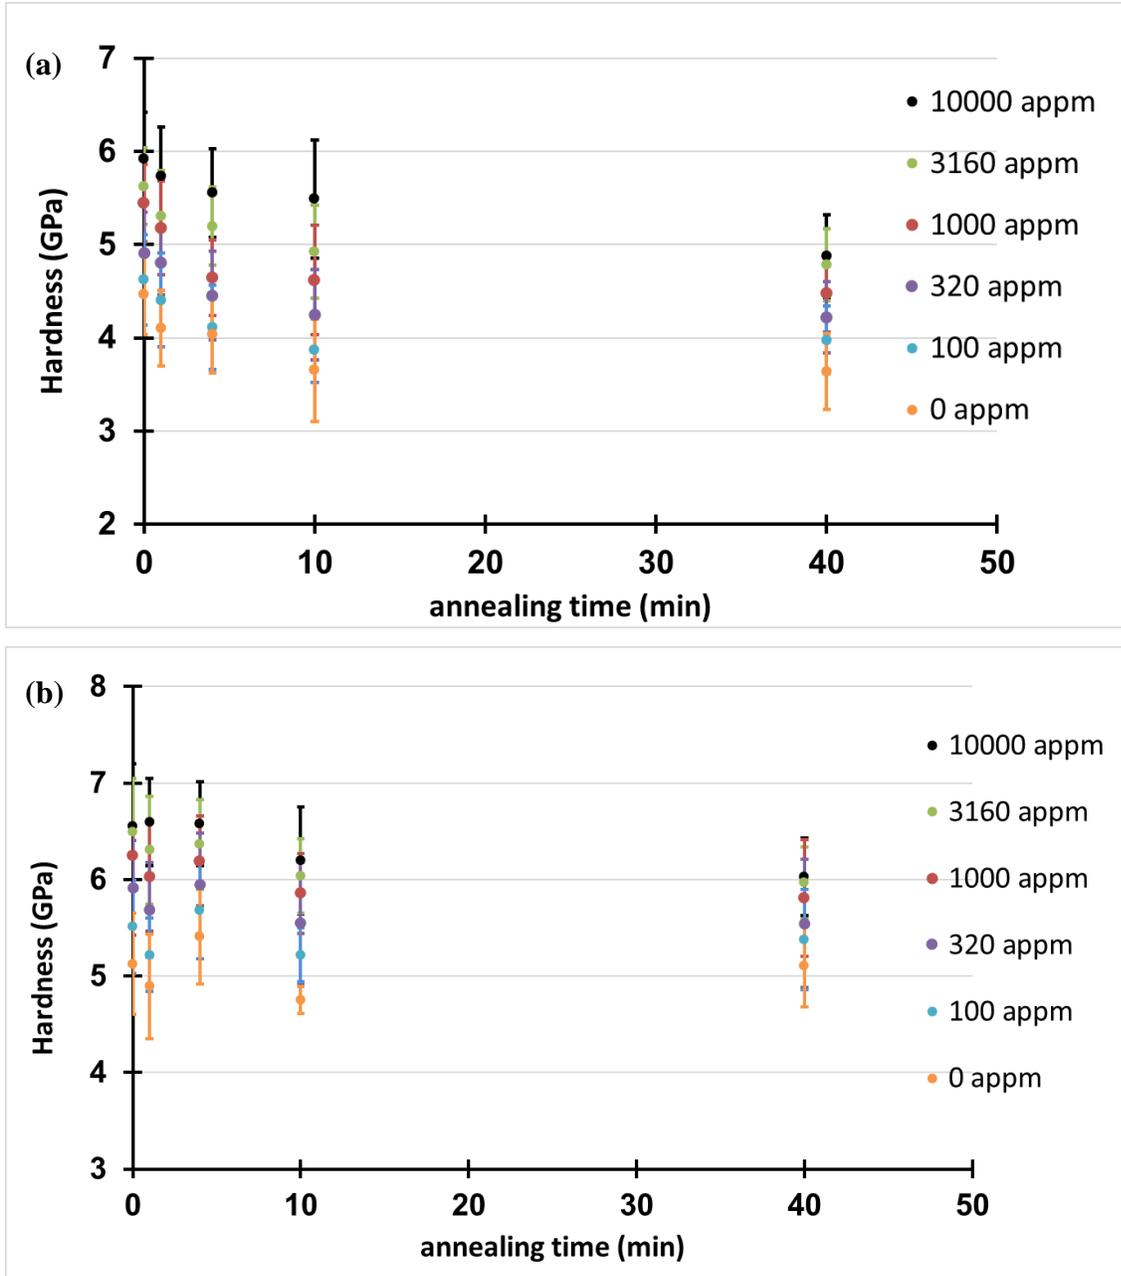 (a)
7
6
5
4
3
2
Hardness (GPa)
0 10 20 30 40 50
annealing time (min)
10000 appm
3160 appm
1000 appm
320 appm
100 appm
0 appm
(b)
8
7
6
5
4
3
Hardness (GPa)
0 10 20 30 40 50
annealing time (min)
10000 appm
3160 appm
1000 appm
320 appm
100 appm
0 appm